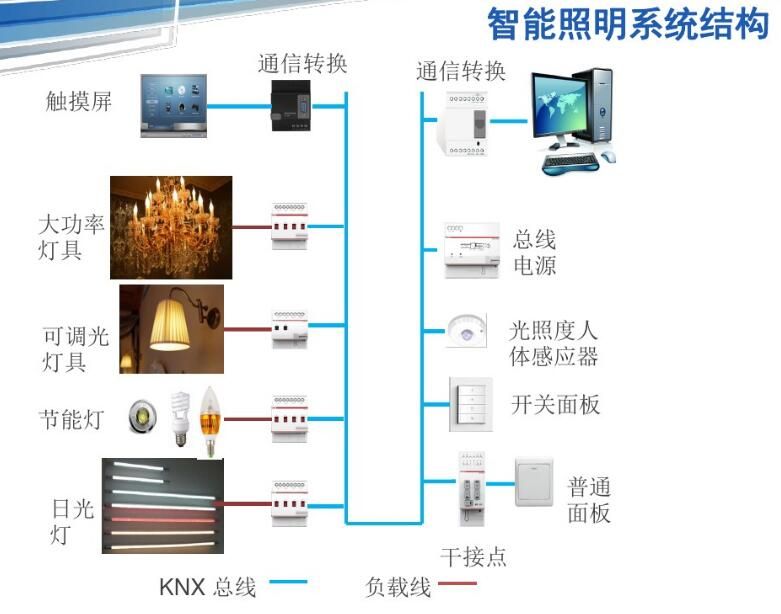 智能照明系统结构
通信转换
通信转换
触摸屏
大功率
灯具
总线
电源
可调光
灯具
光照度人
体感应器
节能灯
开关面板
日光
灯
普通
面板
干接点
KNX 总线
负载线